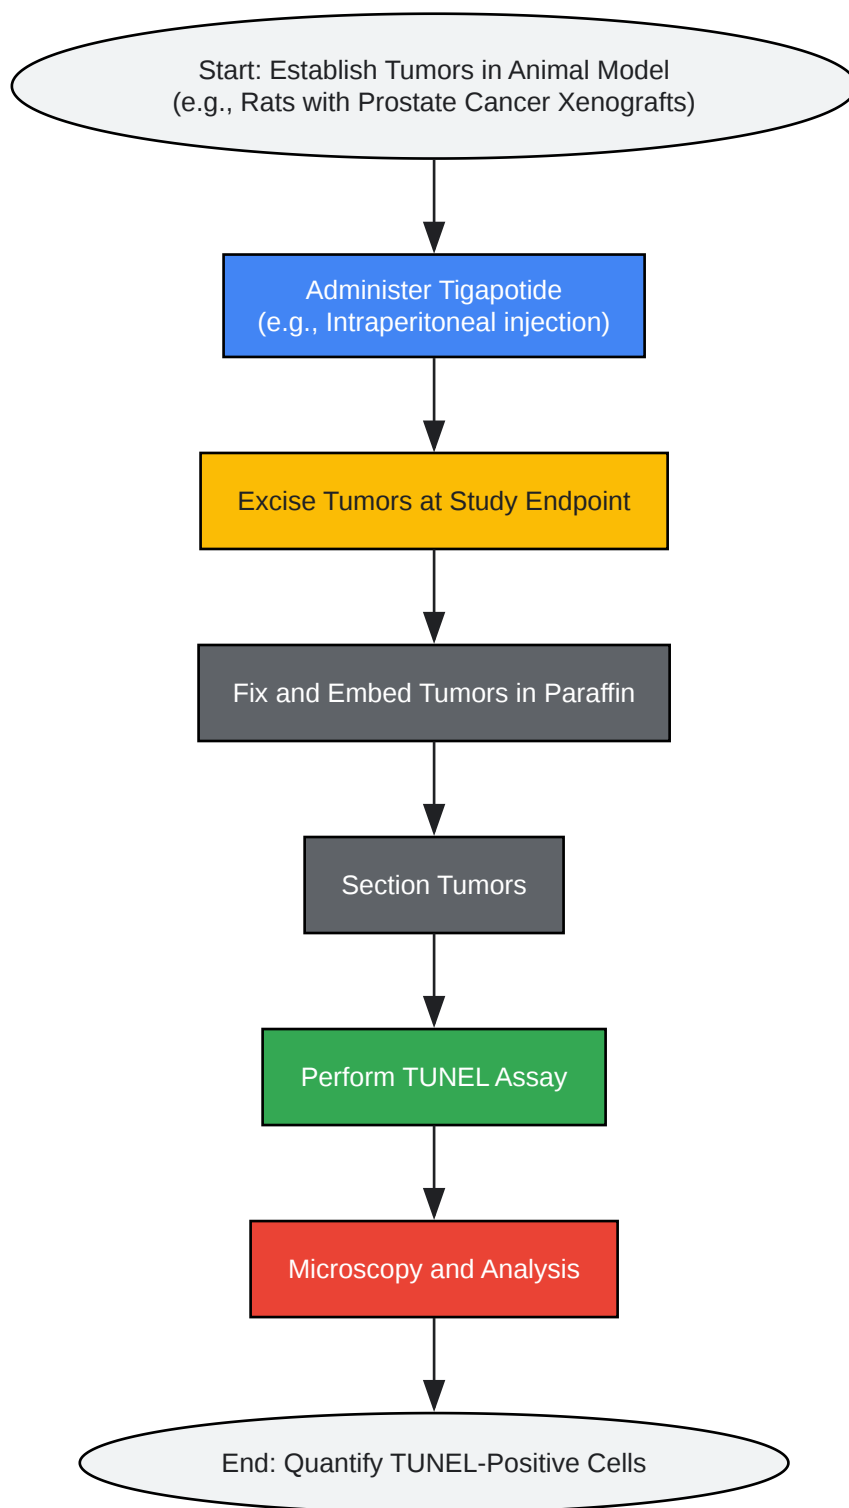 Start: Establish Tumors in Animal Model
(e.g., Rats with Prostate Cancer Xenografts)
Administer Tigapotide
(e.g., Intraperitoneal injection)
Excise Tumors at Study Endpoint
Fix and Embed Tumors in Paraffin
Section Tumors
Perform TUNEL Assay
Microscopy and Analysis
End: Quantify TUNEL-Positive Cells